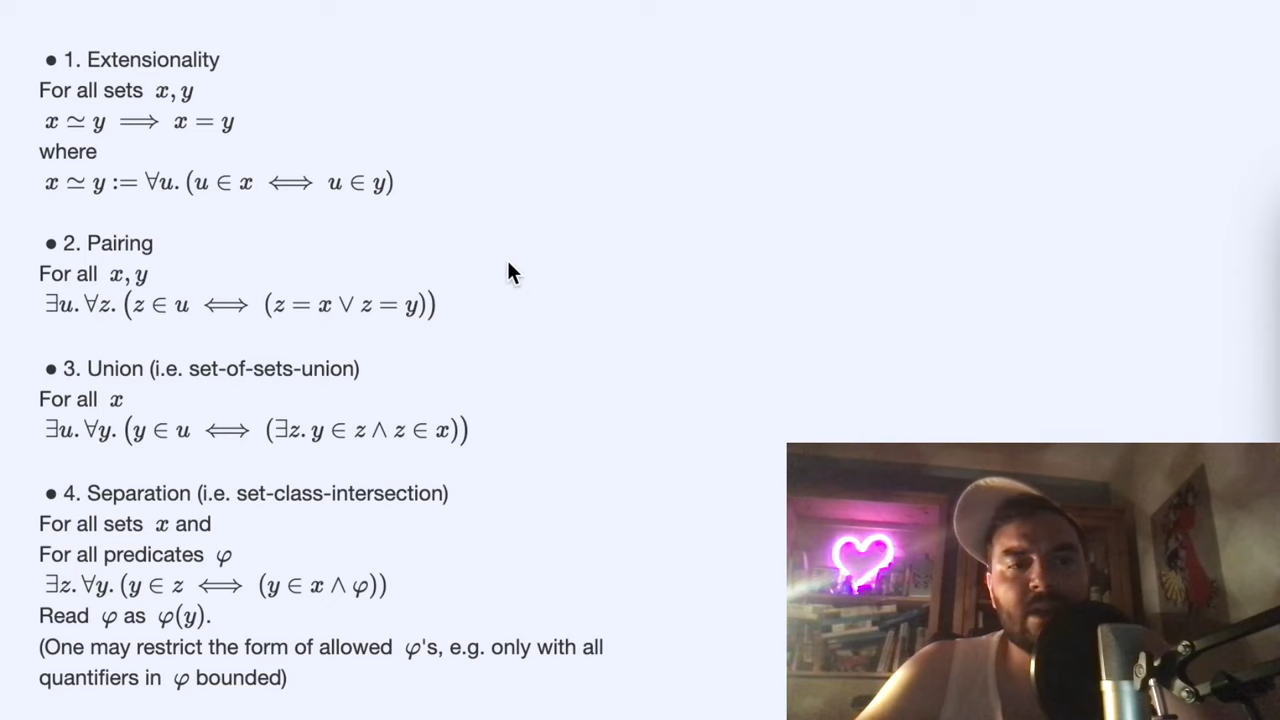 ● 1. Extensionality
For all sets x, y
x ≃ y ⟹ x = y
where
x ≃ y := ∀u. (u ∈ x ⟺ u ∈ y)
● 2. Pairing
For all x, y
∃u. ∀z. (z ∈ u ⟺ (z = x ∨ z = y))
● 3. Union (i.e. set-of-sets-union)
For all x
∃u. ∀y. (y ∈ u ⟺ (∃z. y ∈ z ∧ z ∈ x))
● 4. Separation (i.e. set-class-intersection)
For all sets x and
For all predicates φ
∃z. ∀y. (y ∈ z ⟺ (y ∈ x ∧ φ))
Read φ as φ(y).
(One may restrict the form of allowed φ's, e.g. only with all
quantifiers in φ bounded)